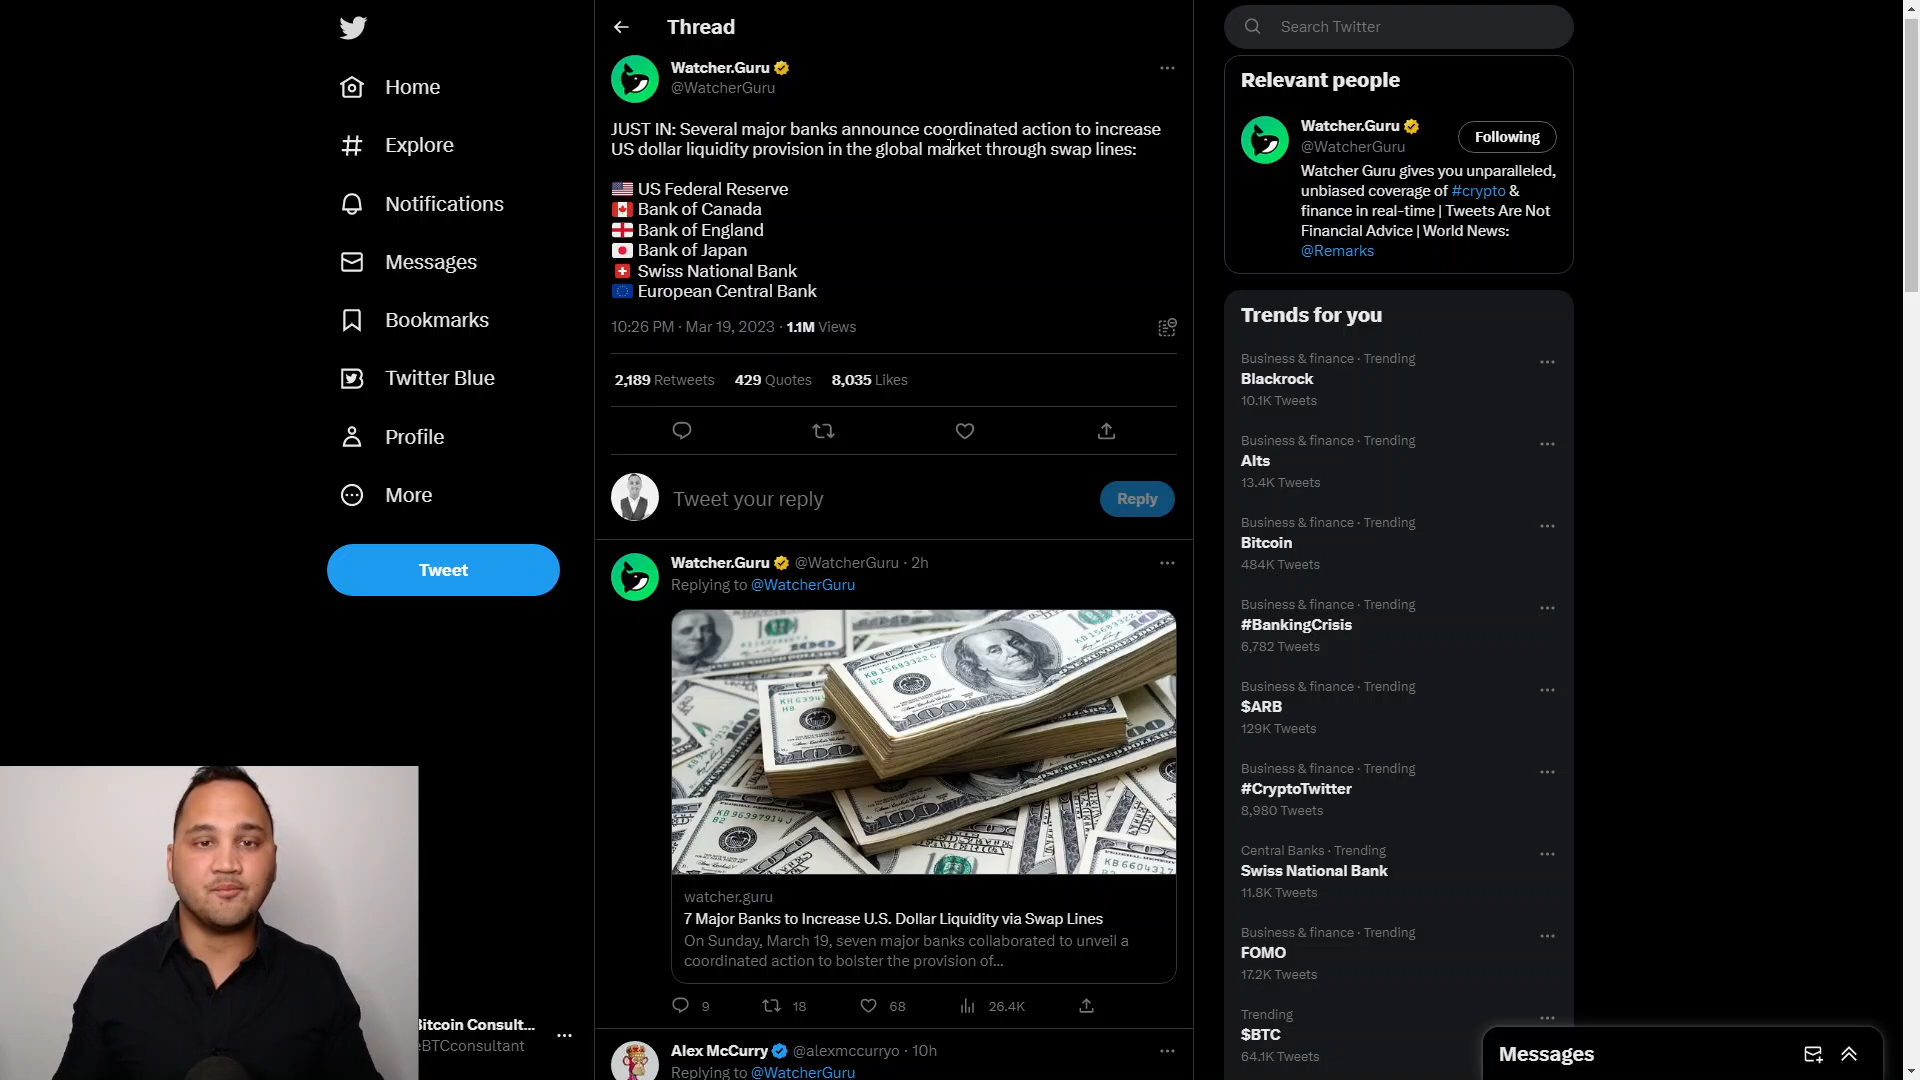 Home
Explore
Notifications
Messages
Bookmarks
Twitter Blue
Profile
More
Tweet
Bitcoin Consult...
BTCconsultant
Thread
Watcher.Guru
@WatcherGuru
JUST IN: Several major banks announce coordinated action to increase
US dollar liquidity provision in the global market through swap lines:
🇺🇸 US Federal Reserve
🇨🇦 Bank of Canada
🏴󠁧󠁢󠁥󠁮󠁧󠁿 Bank of England
🇯🇵 Bank of Japan
🇨🇭 Swiss National Bank
🇪🇺 European Central Bank
10:26 PM · Mar 19, 2023 · 1.1M Views
2,189 Retweets 429 Quotes 8,035 Likes
Tweet your reply
Reply
Watcher.Guru @WatcherGuru · 2h
Replying to @WatcherGuru
watcher.guru
7 Major Banks to Increase U.S. Dollar Liquidity via Swap Lines
On Sunday, March 19, seven major banks collaborated to unveil a
coordinated action to bolster the provision of...
9 18 68 26.4K
Alex McCurry @alexmccurryo · 10h
Replying to @WatcherGuru
Search Twitter
Relevant people
Watcher.Guru
@WatcherGuru
Following
Watcher Guru gives you unparalleled,
unbiased coverage of #crypto &
finance in real-time | Tweets Are Not
Financial Advice | World News:
@Remarks
Trends for you
Business & finance · Trending
Blackrock
10.1K Tweets
Business & finance · Trending
Alts
13.4K Tweets
Business & finance · Trending
Bitcoin
484K Tweets
Business & finance · Trending
#BankingCrisis
6,782 Tweets
Business & finance · Trending
$ARB
129K Tweets
Business & finance · Trending
#CryptoTwitter
8,980 Tweets
Central Banks · Trending
Swiss National Bank
11.8K Tweets
Business & finance · Trending
FOMO
17.2K Tweets
Trending
$BTC
64.1K Tweets
Messages